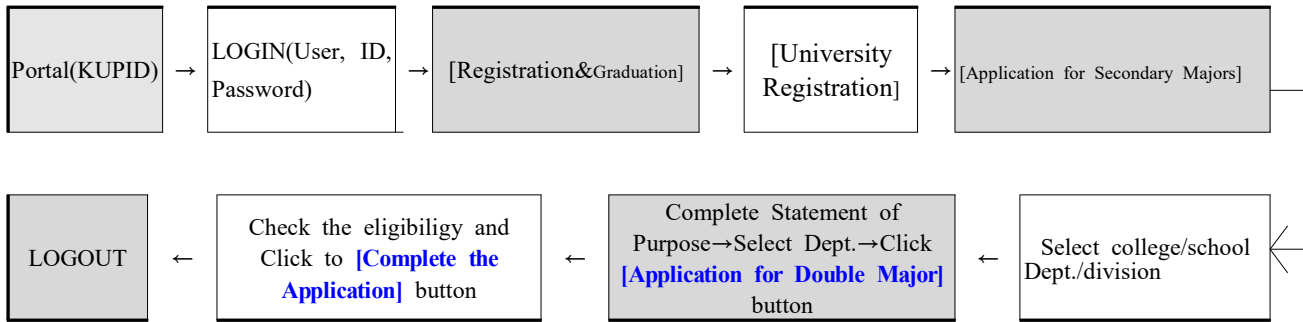 Portal(KUPID) → LOGIN(User, ID,
Password) → [Registration&Graduation] → [University
Registration] → [Application for Secondary Majors]
LOGOUT ← Check the eligibiligy and
Click to [Complete the
Application] button ← Complete Statement of
Purpose→Select Dept.→Click
[Application for Double Major]
button ← Select college/school
Dept./division